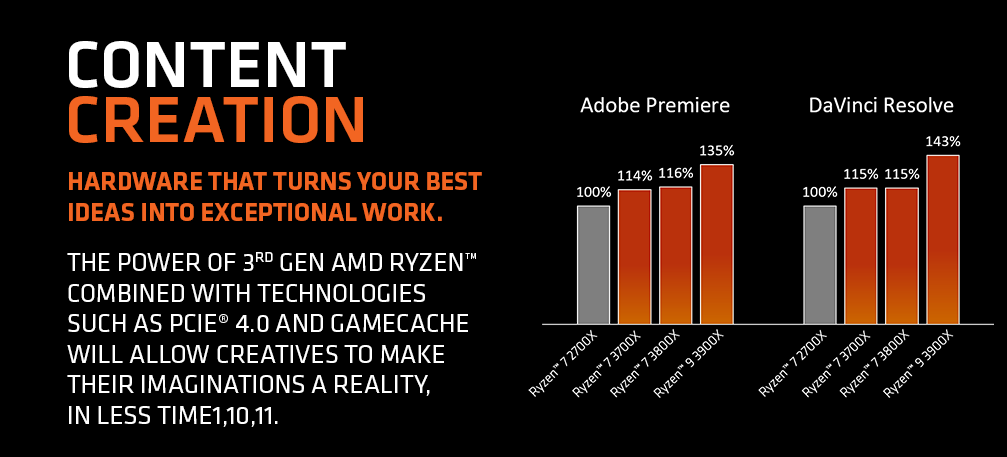 CONTENT
CREATION
HARDWARE THAT TURNS YOUR BEST
IDEAS INTO EXCEPTIONAL WORK.
THE POWER OF 3RD GEN AMD RYZEN™
COMBINED WITH TECHNOLOGIES
SUCH AS PCIE® 4.0 AND GAMECACHE
WILL ALLOW CREATIVES TO MAKE
THEIR IMAGINATIONS A REALITY,
IN LESS TIME1,10,11.
Adobe Premiere
100%
114%
116%
135%
Ryzen™ 7 2700X
Ryzen™ 7 3700X
Ryzen™ 7 3800X
Ryzen™ 9 3900X
DaVinci Resolve
100%
115%
115%
143%
Ryzen™ 7 2700X
Ryzen™ 7 3700X
Ryzen™ 7 3800X
Ryzen™ 9 3900X